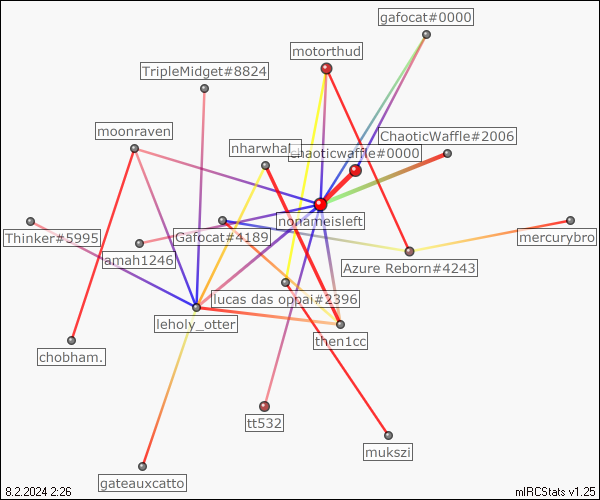 gafocat#0000
motorthud
TripleMidget#8824
moonraven
ChaoticWaffle#2006
nharwhal_
chaoticwaffle#0000
nonameisleft
Thinker#5995
Gafocat#4189
mercurybro
amah1246
Azure Reborn#4243
lucas das oppai#2396
leholy_otter
then1cc
chobham.
tt532
mukszi
gateauxcatto
8.2.2024 2:26
mIRCStats v1.25